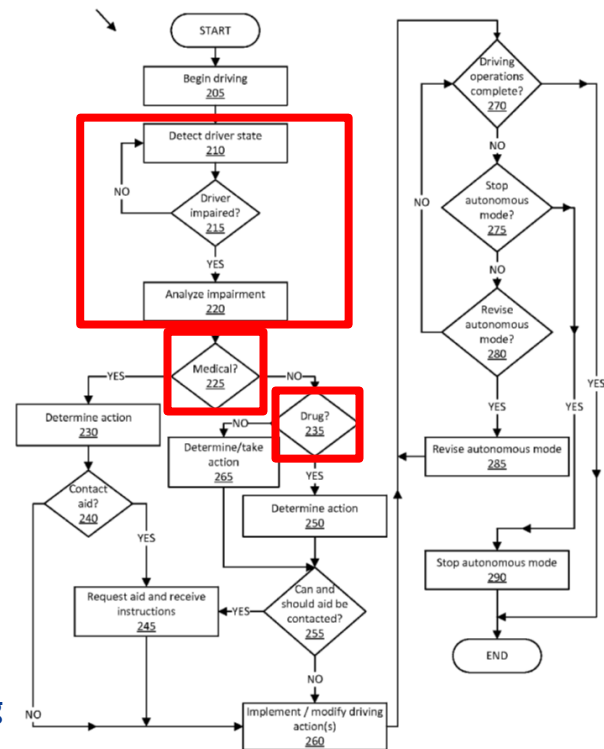 START
Begin driving
205
Detect driver state
210
NO
Driver
impaired?
215
YES
Analyze impairment
220
Medical?
225
YES
NO
Determine action
230
Drug?
235
NO
Determine/take
action
265
YES
Contact
aid?
240
Determine action
250
YES
Request aid and receive
instructions
245
YES
Can and
should aid be
contacted?
255
NO
NO
Implement / modify driving
action(s)
260
Driving
operations
complete?
270
NO
NO
Stop
autonomous
mode?
275
NO
Revise
autonomous
mode?
280
YES
YES
YES
Revise autonomous mode
285
Stop autonomous mode
290
END